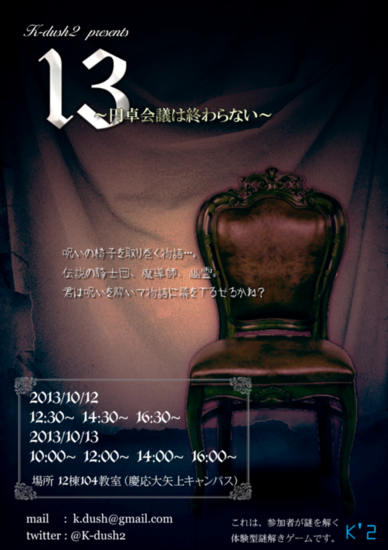 K-dush2 presents
13
～円卓会議は終わらない～
呪いの椅子を取り巻く物語…。
伝説の騎士団、魔導師、幽霊。
君は呪いを解いて物語に幕を下ろせるかね?
2013/10/12
12:30~ 14:30~ 16:30~
2013/10/13
10:00~ 12:00~ 14:00~ 16:00~
場所 12棟104教室 (慶応大矢上キャンパス)
mail : k.dush@gmail.com
twitter : @K-dush2
これは、参加者が謎を解く
体験型謎解きゲームです。
K'2